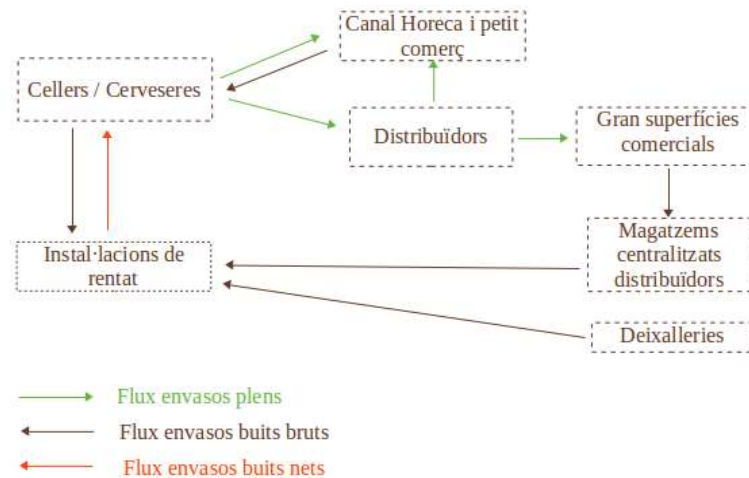 Canal Horeca i petit
comerç
Cellers / Cerveseres
Distribuïdors
Gran superfícies
comercials
Instal·lacions de
rentat
Magatzems
centralitzats
distribuïdors
Deixalleries
Flux envasos plens
Flux envasos buits bruts
Flux envasos buits nets